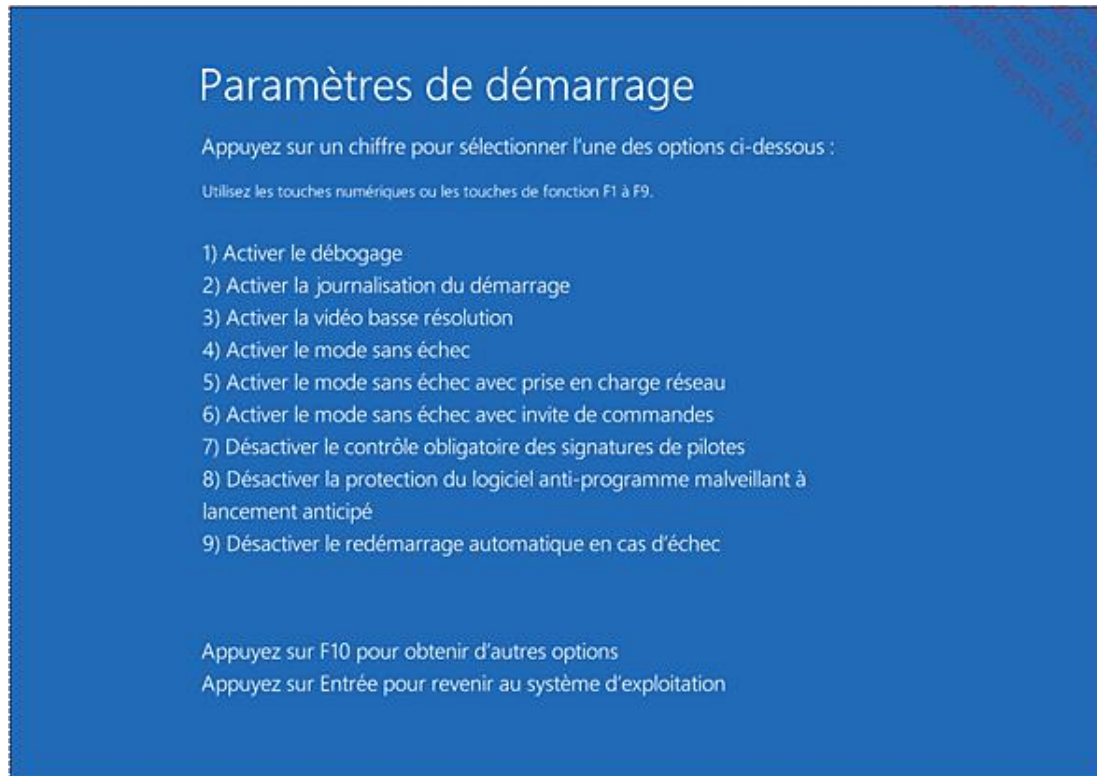 Paramètres de démarrage
Appuyez sur un chiffre pour sélectionner l'une des options ci-dessous :
Utilisez les touches numériques ou les touches de fonction F1 à F9.
1) Activer le débogage
2) Activer la journalisation du démarrage
3) Activer la vidéo basse résolution
4) Activer le mode sans échec
5) Activer le mode sans échec avec prise en charge réseau
6) Activer le mode sans échec avec invite de commandes
7) Désactiver le contrôle obligatoire des signatures de pilotes
8) Désactiver la protection du logiciel anti-programme malveillant à
lancement anticipé
9) Désactiver le redémarrage automatique en cas d'échec
Appuyez sur F10 pour obtenir d'autres options
Appuyez sur Entrée pour revenir au système d'exploitation